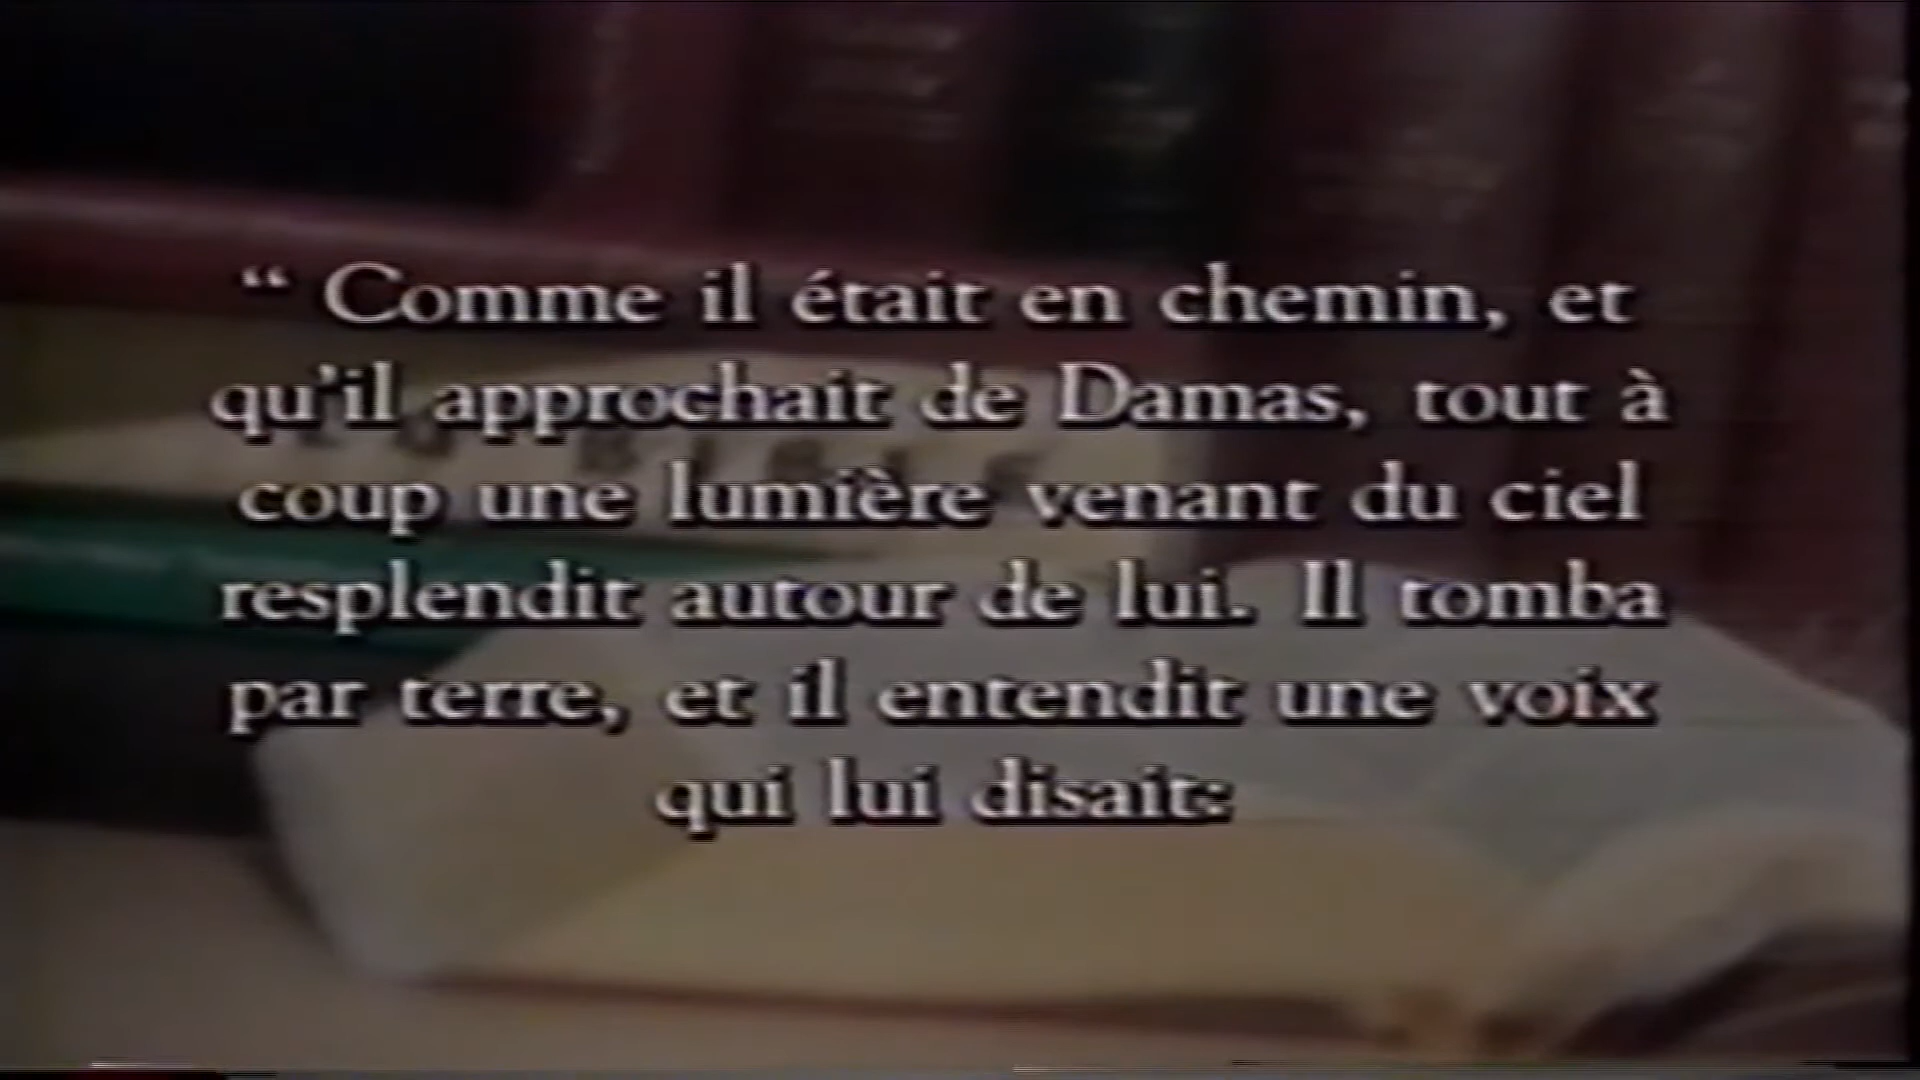 “ Comme il était en chemin, et
qu'il approchait de Damas, tout à
coup une lumière venant du ciel
resplendit autour de lui. Il tomba
par terre, et il entendit une voix
qui lui disait: